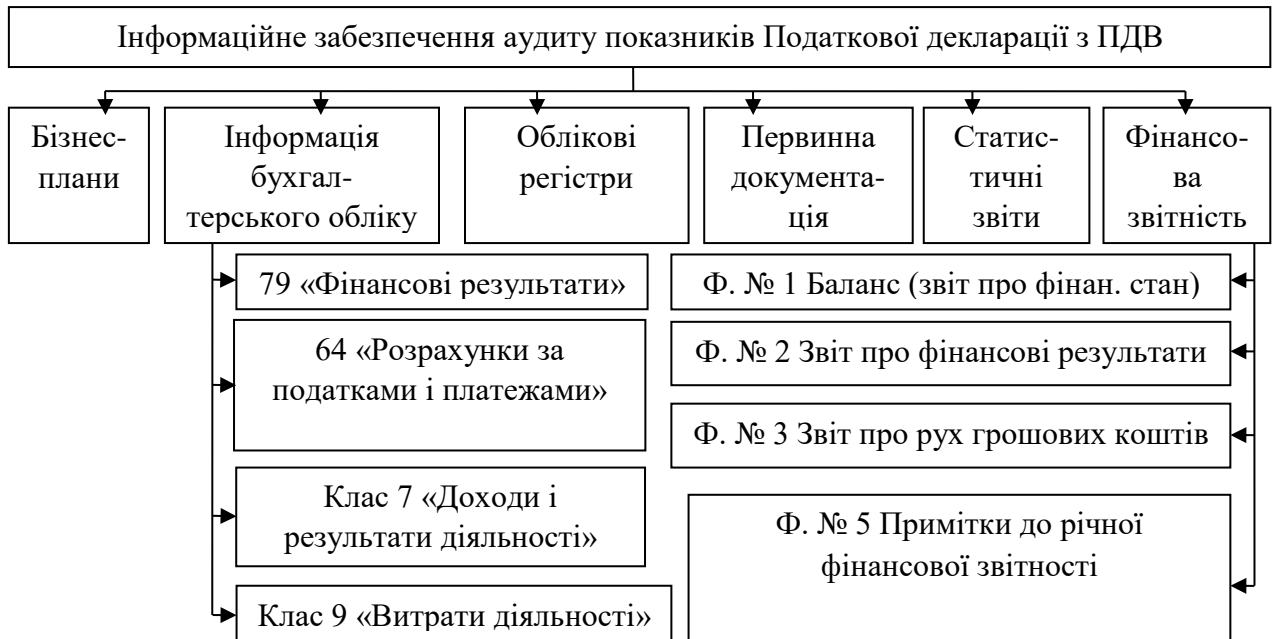 Інформаційне забезпечення аудиту показників Податкової декларації з ПДВ
Бізнес-
плани
Інформація
бухгал-
терського обліку
Облікові
регістри
Первинна
документа-
ція
Статис-
тичні
звіти
Фінансо-
ва
звітність
79 «Фінансові результати»
64 «Розрахунки за
податками і платежами»
Клас 7 «Доходи і
результати діяльності»
Клас 9 «Витрати діяльності»
Ф. № 1 Баланс (звіт про фінан. стан)
Ф. № 2 Звіт про фінансові результати
Ф. № 3 Звіт про рух грошових коштів
Ф. № 5 Примітки до річної
фінансової звітності